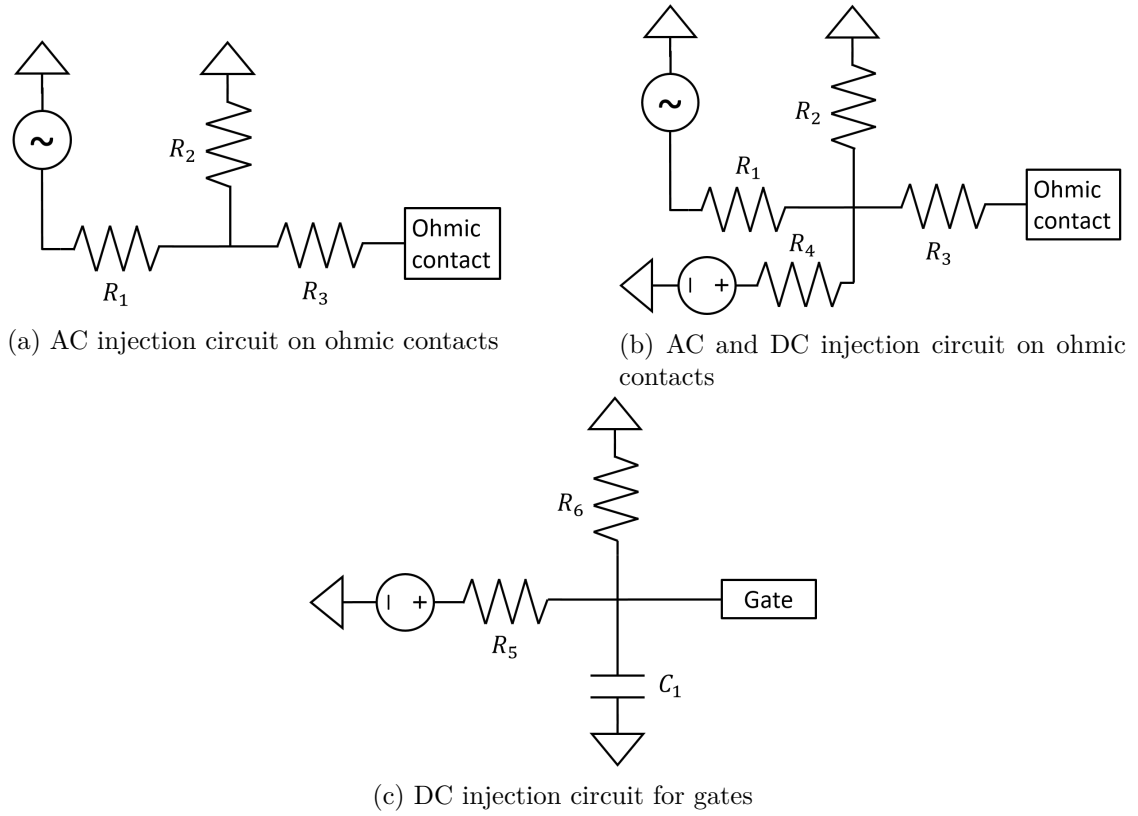 R₂
R₁
R₃
Ohmic
contact
(a) AC injection circuit on ohmic contacts
R₂
R₁
R₄
R₃
Ohmic
contact
(b) AC and DC injection circuit on ohmic
contacts
R₆
R₅
Gate
C₁
(c) DC injection circuit for gates